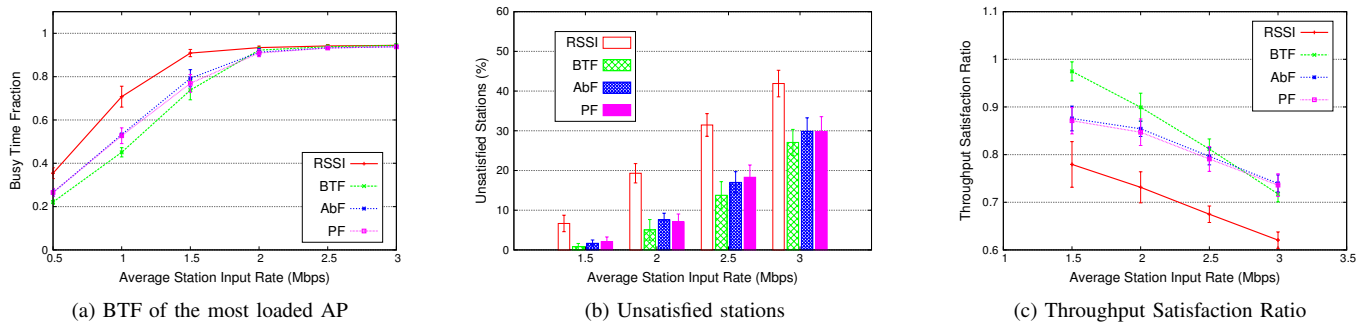 1
0.8
0.6
0.4
0.2
0
0.5
1
1.5
2
2.5
3
Busy Time Fraction
Average Station Input Rate (Mbps)
RSSI
BTF
AbF
PF
(a) BTF of the most loaded AP
60
50
40
30
20
10
0
1
1.5
2
2.5
3
Unsatisfied Stations (%)
Average Station Input Rate (Mbps)
RSSI
BTF
AbF
PF
(b) Unsatisfied stations
1.1
1
0.9
0.8
0.7
0.6
1
1.5
2
2.5
3
3.5
Throughput Satisfaction Ratio
Average Station Input Rate (Mbps)
RSSI
BTF
AbF
PF
(c) Throughput Satisfaction Ratio